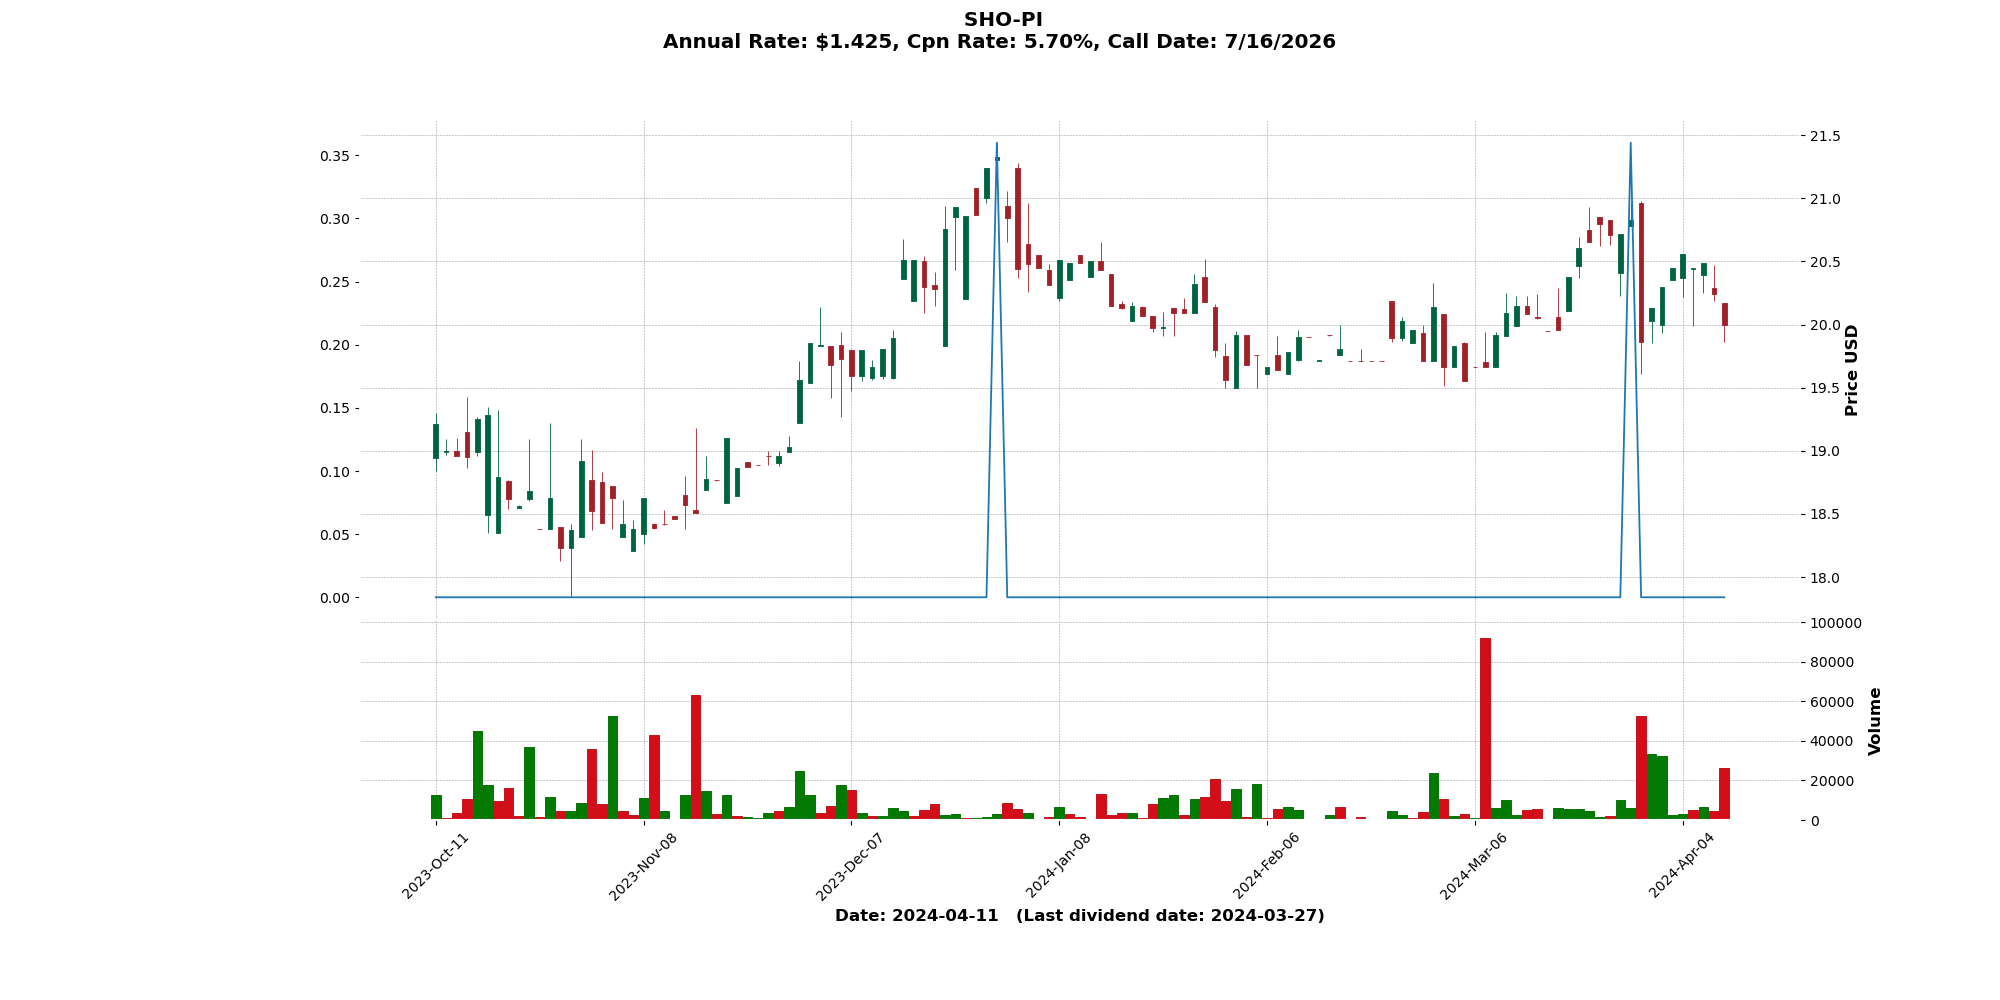 SHO-PI
Annual Rate: $1.425, Cpn Rate: 5.70%, Call Date: 7/16/2026
0.35
0.30
0.25
0.20
0.15
0.10
0.05
0.00
21.5
21.0
20.5
20.0
19.5
19.0
18.5
18.0
Price USD
100000
80000
60000
40000
20000
0
Volume
2023-Oct-11
2023-Nov-08
2023-Dec-07
2024-Jan-08
2024-Feb-06
2024-Mar-06
2024-Apr-04
Date: 2024-04-11 (Last dividend date: 2024-03-27)